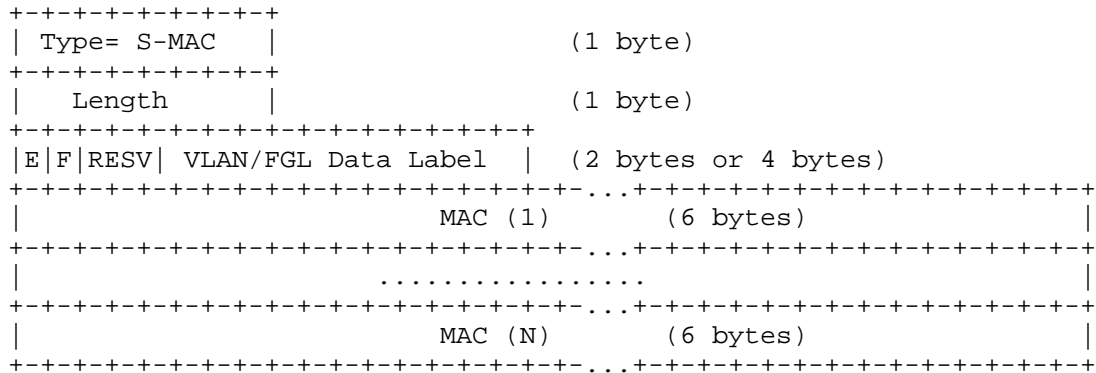 +-+-+-+-+-+-+-+-+
| Type= S-MAC   |                  (1 byte)
+-+-+-+-+-+-+-+-+
|   Length      |                  (1 byte)
+-+-+-+-+-+-+-+-+-+-+-+-+-+-+-+-+
|E|F|RESV| VLAN/FGL Data Label  |  (2 bytes or 4 bytes)
+-+-+-+-+-+-+-+-+-+-+-+-+-+-+-+-+-+-...+-+-+-+-+-+-+-+-+-+-+-+-+-+-+
|                          MAC (1)       (6 bytes)                 |
+-+-+-+-+-+-+-+-+-+-+-+-+-+-+-+-+-+-...+-+-+-+-+-+-+-+-+-+-+-+-+-+-+
|                      .................                           |
+-+-+-+-+-+-+-+-+-+-+-+-+-+-+-+-+-+-...+-+-+-+-+-+-+-+-+-+-+-+-+-+-+
|                          MAC (N)       (6 bytes)                 |
+-+-+-+-+-+-+-+-+-+-+-+-+-+-+-+-+-+-...+-+-+-+-+-+-+-+-+-+-+-+-+-+-+